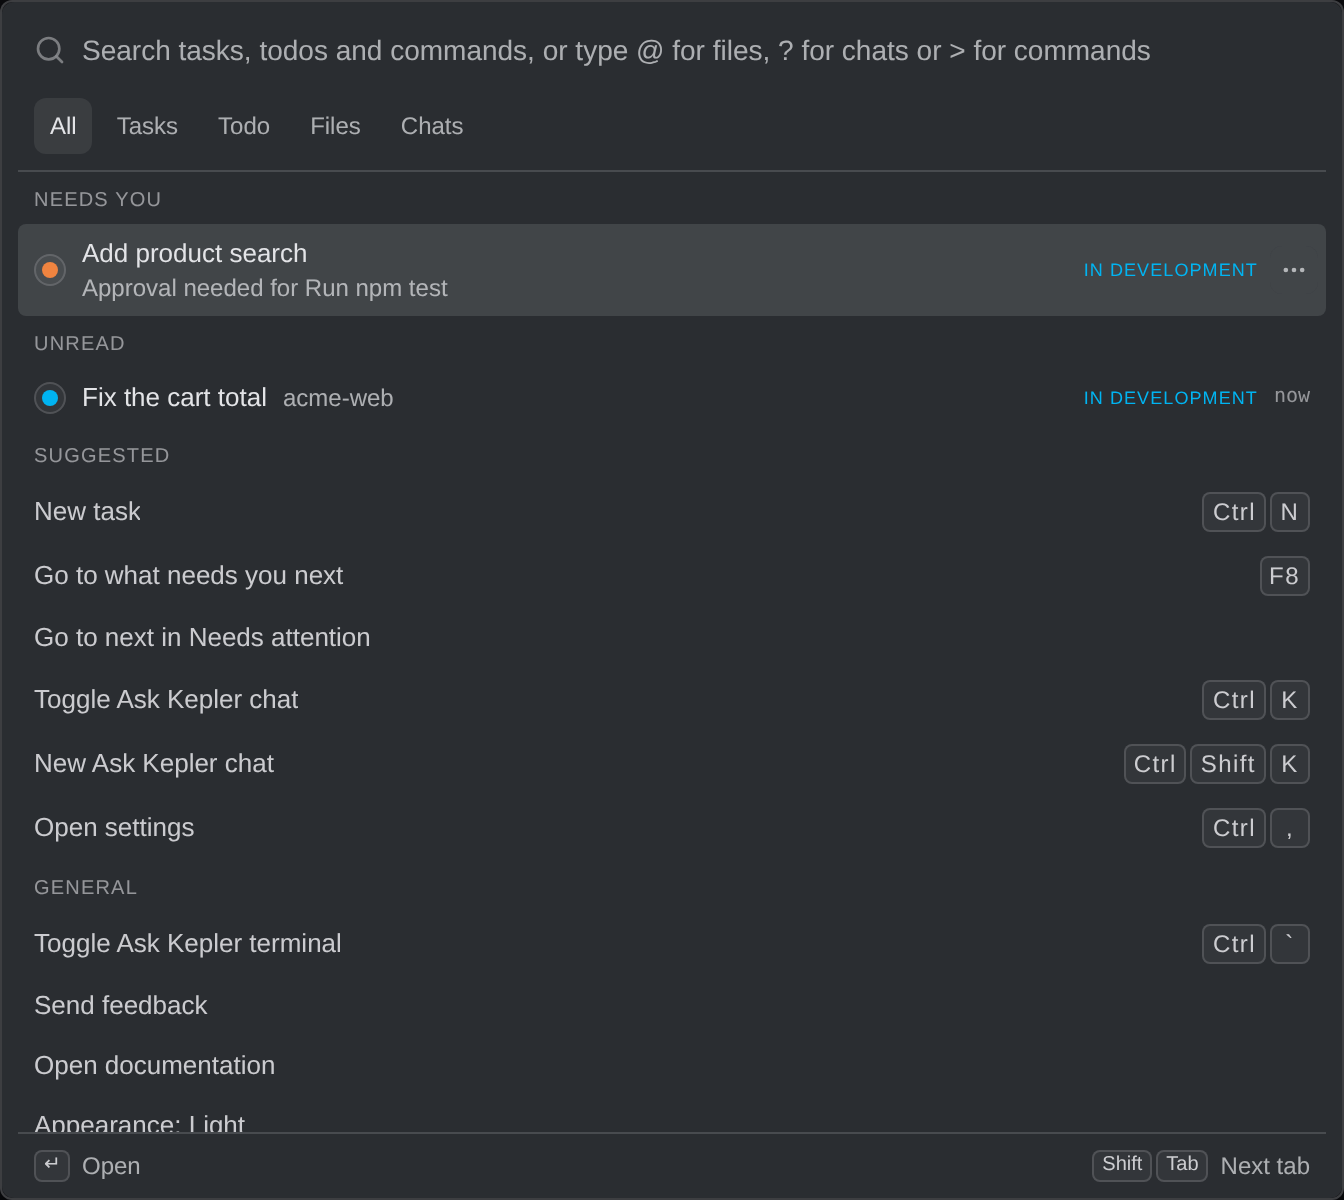 Search tasks, todos and commands, or type @ for files, ? for chats or > for commands
All Tasks Todo Files Chats
NEEDS YOU
Add product search
Approval needed for Run npm test
IN DEVELOPMENT ...
UNREAD
Fix the cart total acme-web IN DEVELOPMENT now
SUGGESTED
New task Ctrl N
Go to what needs you next F8
Go to next in Needs attention
Toggle Ask Kepler chat Ctrl K
New Ask Kepler chat Ctrl Shift K
Open settings Ctrl ,
GENERAL
Toggle Ask Kepler terminal Ctrl `
Send feedback
Open documentation
Appearance: Light
↵ Open Shift Tab Next tab